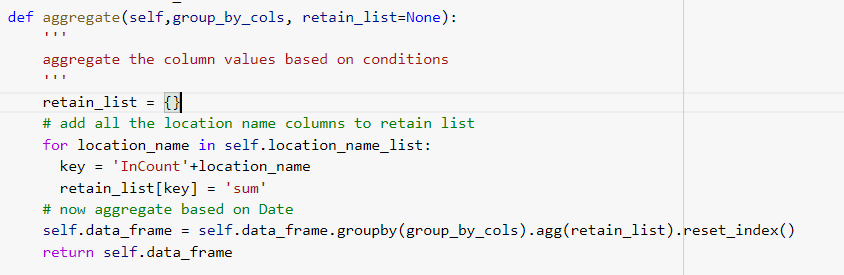 def aggregate(self,group_by_cols, retain_list=None):
    '''
    aggregate the column values based on conditions
    '''
    retain_list = {}
    # add all the location name columns to retain list
    for location_name in self.location_name_list:
      key = 'InCount'+location_name
      retain_list[key] = 'sum'
    # now aggregate based on Date
    self.data_frame = self.data_frame.groupby(group_by_cols).agg(retain_list).reset_index()
    return self.data_frame